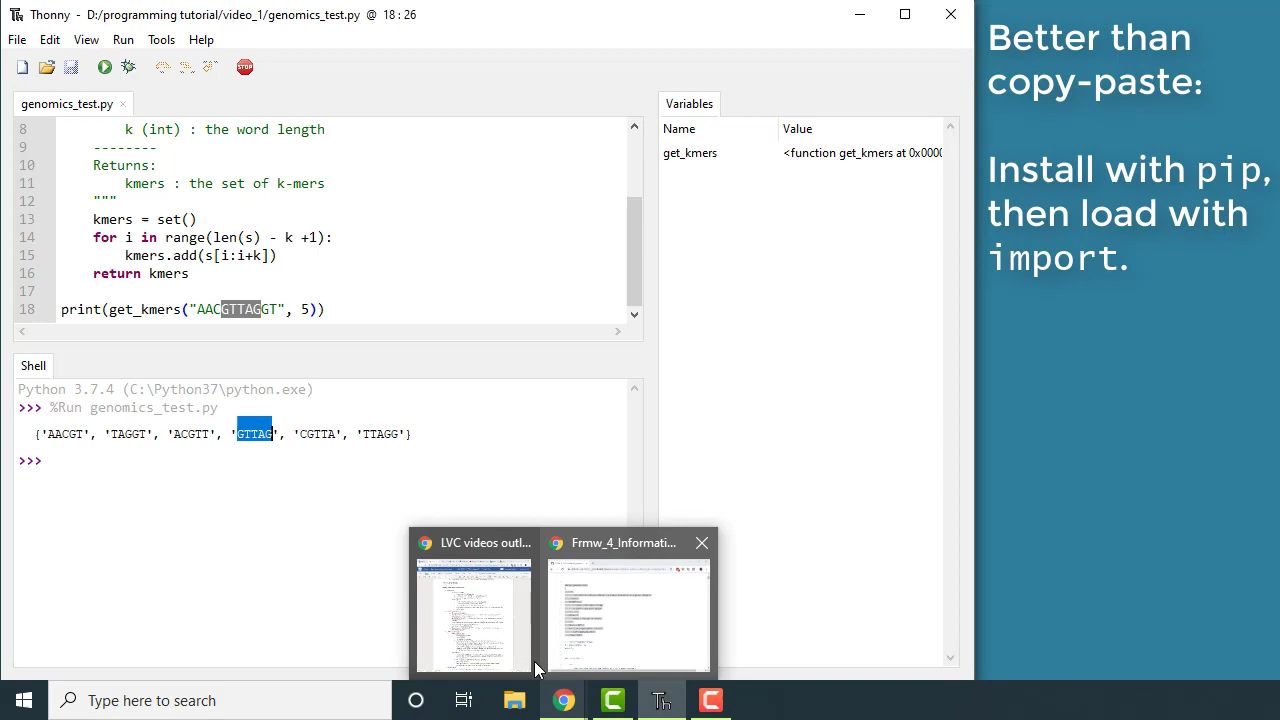 Thonny - D:/programming tutorial/video_1/genomics_test.py @ 18 : 26
File Edit View Run Tools Help
STOP
genomics_test.py
8 k (int) : the word length
9 --------
10 Returns:
11 kmers : the set of k-mers
12 """
13 kmers = set()
14 for i in range(len(s) - k +1):
15 kmers.add(s[i:i+k])
16 return kmers
17
18 print(get_kmers("AACGTTAGGT", 5))
Variables
Name Value
get_kmers <function get_kmers at 0x0000
Shell
Python 3.7.4 (C:\Python37\python.exe)
>>> %Run genomics_test.py
{'AACGT', 'TAGGT', 'ACGTT', 'GTTAG', 'CGTTA', 'TTAGG'}
>>>
LVC videos outl...
Frmw_4_Informati...
Type here to search
Th
Better than
copy-paste:
Install with pip,
then load with
import.